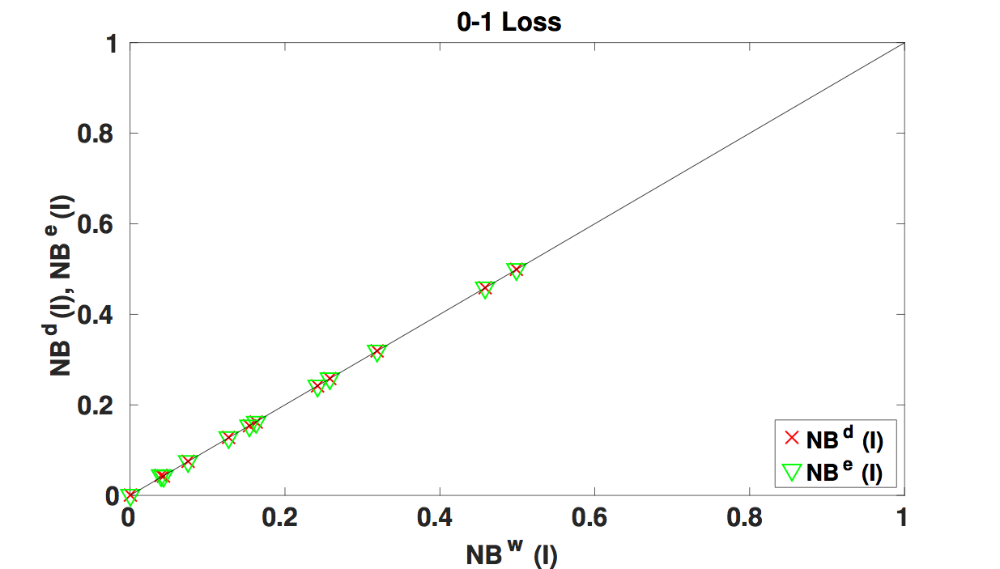 0-1 Loss
1
0.8
0.6
0.4
0.2
0
NB d (I), NB e (I)
0 0.2 0.4 0.6 0.8 1
NB w (I)
NB d (I)
NB e (I)